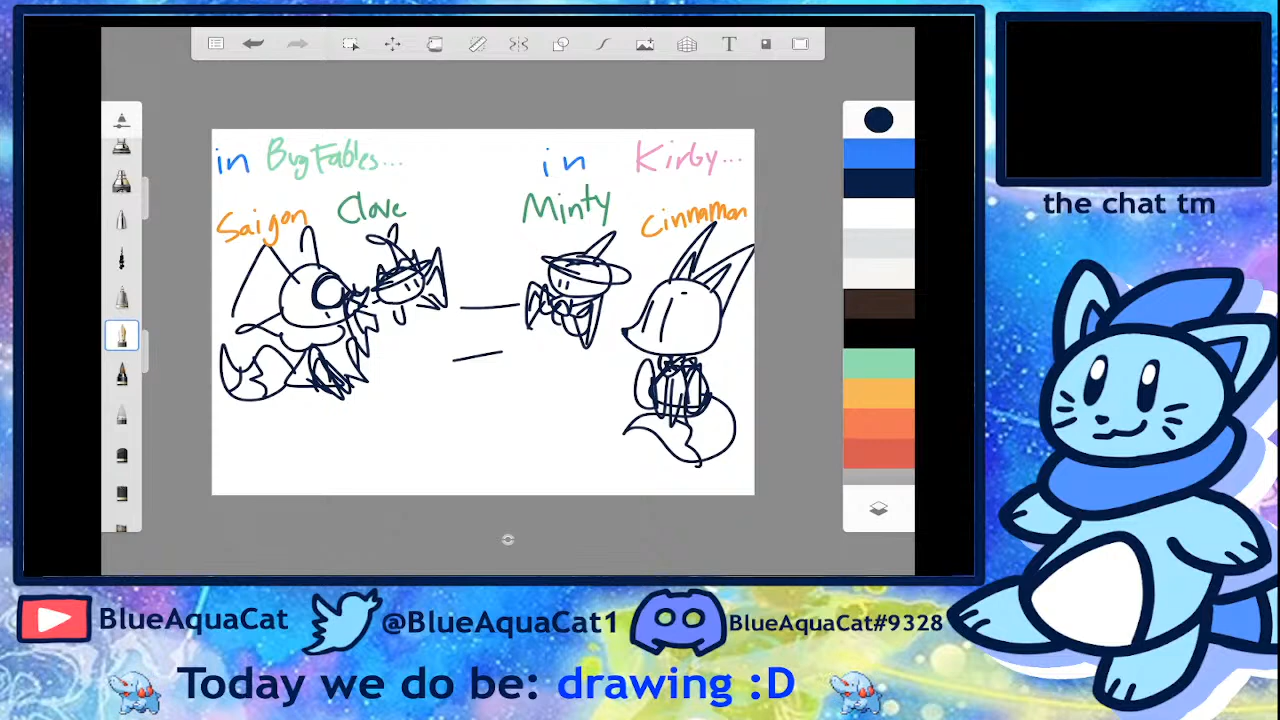 T
in BugFables...
in Kirby...
Saigon Clove
Minty Cinnamon
the chat tm
BlueAquaCat @BlueAquaCat1 BlueAquaCat#9328
Today we do be: drawing :D